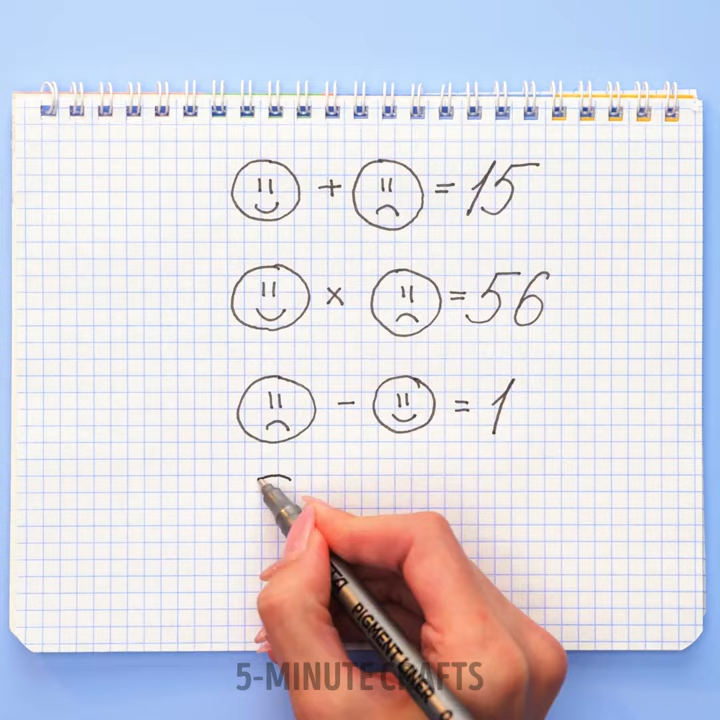 + = 15
x = 56
- = 1
PIGMENT LINER
5-MINUTE CRAFTS